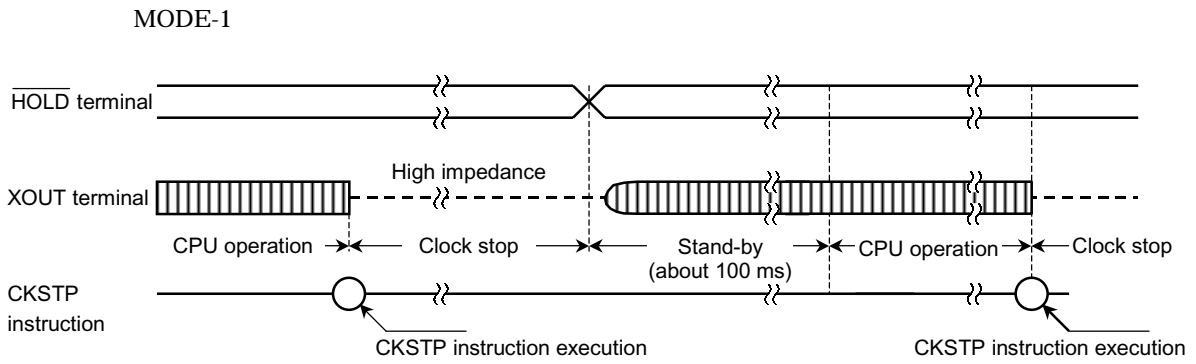 MODE-1
HOLD terminal
High impedance
XOUT terminal
CPU operation
Clock stop
Stand-by
(about 100 ms)
CPU operation
Clock stop
CKSTP
instruction
CKSTP instruction execution
CKSTP instruction execution